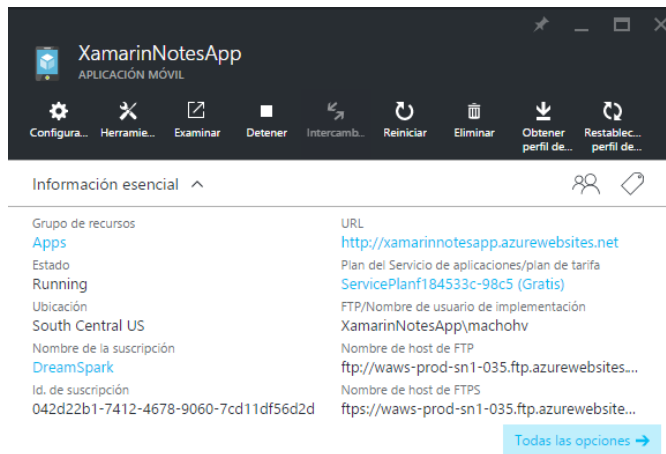 XamarinNotesApp
APLICACIÓN MÓVIL
Configura... Herramie... Examinar Detener Intercamb... Reiniciar Eliminar Obtener perfil de... Restablec... perfil de...
Información esencial
Grupo de recursos
Apps
Estado
Running
Ubicación
South Central US
Nombre de la suscripción
DreamSpark
Id. de suscripción
042d22b1-7412-4678-9060-7cd11df56d2d
URL
http://xamarinnotesapp.azurewebsites.net
Plan del Servicio de aplicaciones/plan de tarifa
ServicePlanf184533c-98c5 (Gratis)
FTP/Nombre de usuario de implementación
XamarinNotesApp\machohv
Nombre de host de FTP
ftp://waws-prod-sn1-035.ftp.azurewebsites....
Nombre de host de FTPS
ftps://waws-prod-sn1-035.ftp.azurewebsite...
Todas las opciones →